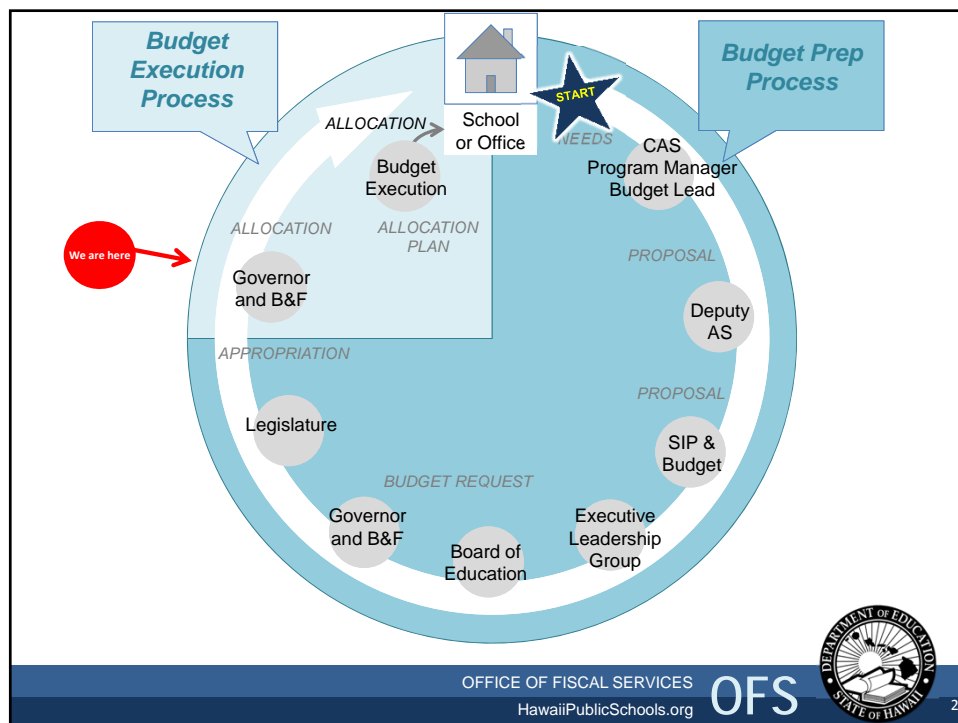 Budget
Execution
Process
Budget Prep
Process
START
School
or Office
NEEDS
CAS
Program Manager
Budget Lead
PROPOSAL
Deputy
AS
PROPOSAL
SIP &
Budget
Executive
Leadership
Group
Board of
Education
BUDGET REQUEST
Governor
and B&F
Legislature
APPROPRIATION
Governor
and B&F
We are here
ALLOCATION
ALLOCATION
PLAN
Budget
Execution
ALLOCATION
OFFICE OF FISCAL SERVICES
HawaiiPublicSchools.org
OFS
DEPARTMENT OF EDUCATION
STATE OF HAWAII
2